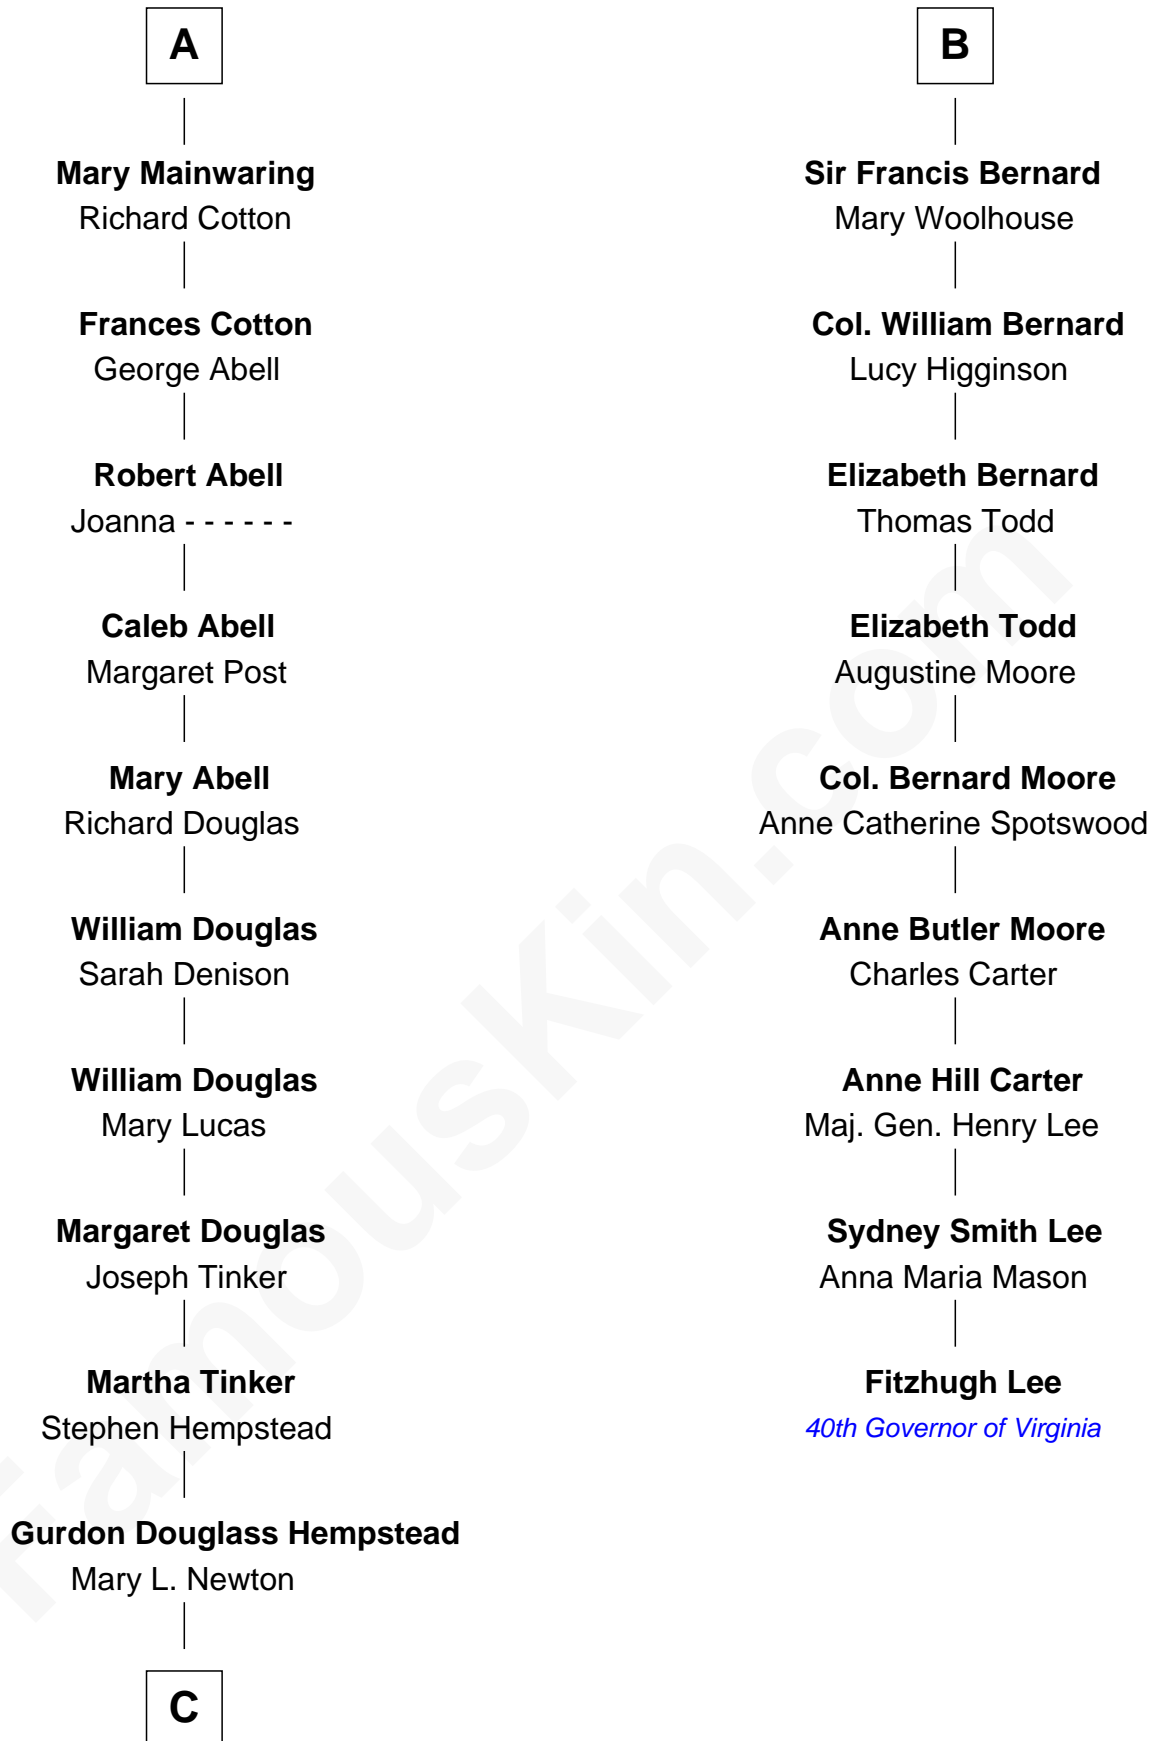 A
Mary Mainwaring
Richard Cotton
Frances Cotton
George Abell
Robert Abell
Joanna - - - - - -
Caleb Abell
Margaret Post
Mary Abell
Richard Douglas
William Douglas
Sarah Denison
William Douglas
Mary Lucas
Margaret Douglas
Joseph Tinker
Martha Tinker
Stephen Hempstead
Gurdon Douglass Hempstead
Mary L. Newton
C
B
Sir Francis Bernard
Mary Woolhouse
Col. William Bernard
Lucy Higginson
Elizabeth Bernard
Thomas Todd
Elizabeth Todd
Augustine Moore
Col. Bernard Moore
Anne Catherine Spotswood
Anne Butler Moore
Charles Carter
Anne Hill Carter
Maj. Gen. Henry Lee
Sydney Smith Lee
Anna Maria Mason
Fitzhugh Lee
40th Governor of Virginia
FamousKin.com